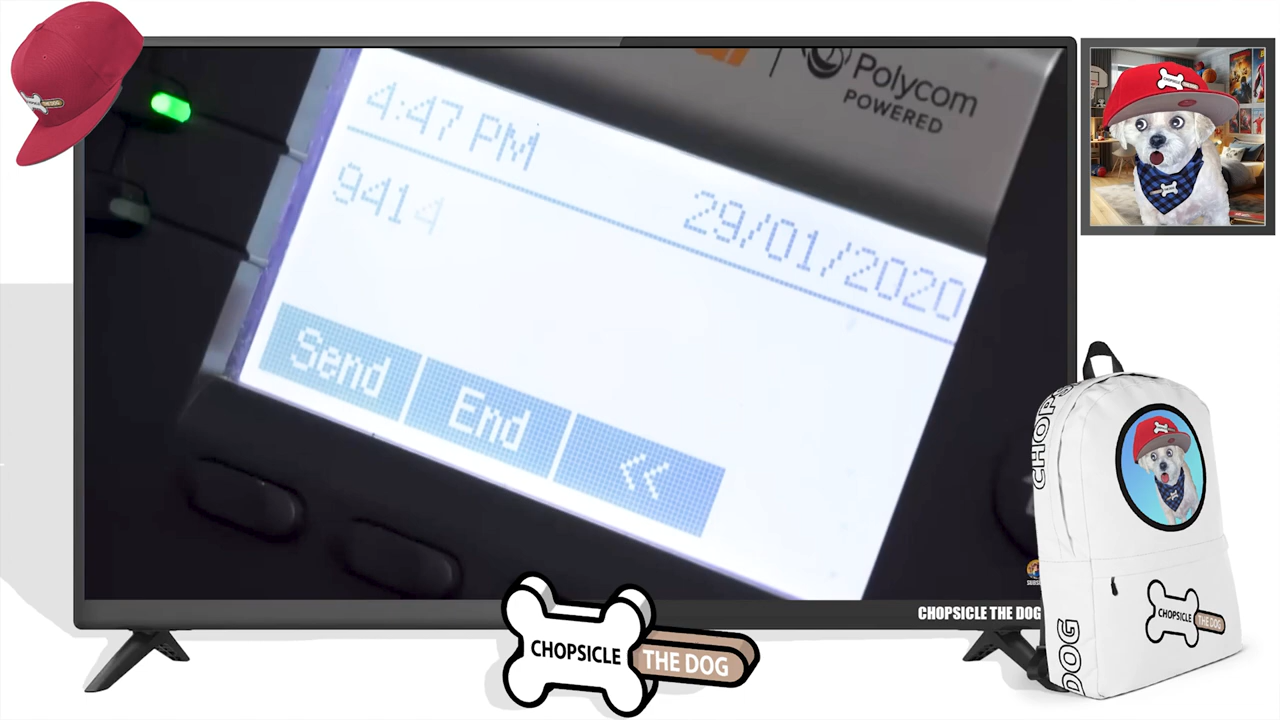 Polycom
POWERED
4:47 PM
29/01/2020
9414
Send
End
<<
CHOPSICLE THE DOG
CHOPSICLE
THE DOG
CHOPS
DOG
CHOPSICLE
THE DOG